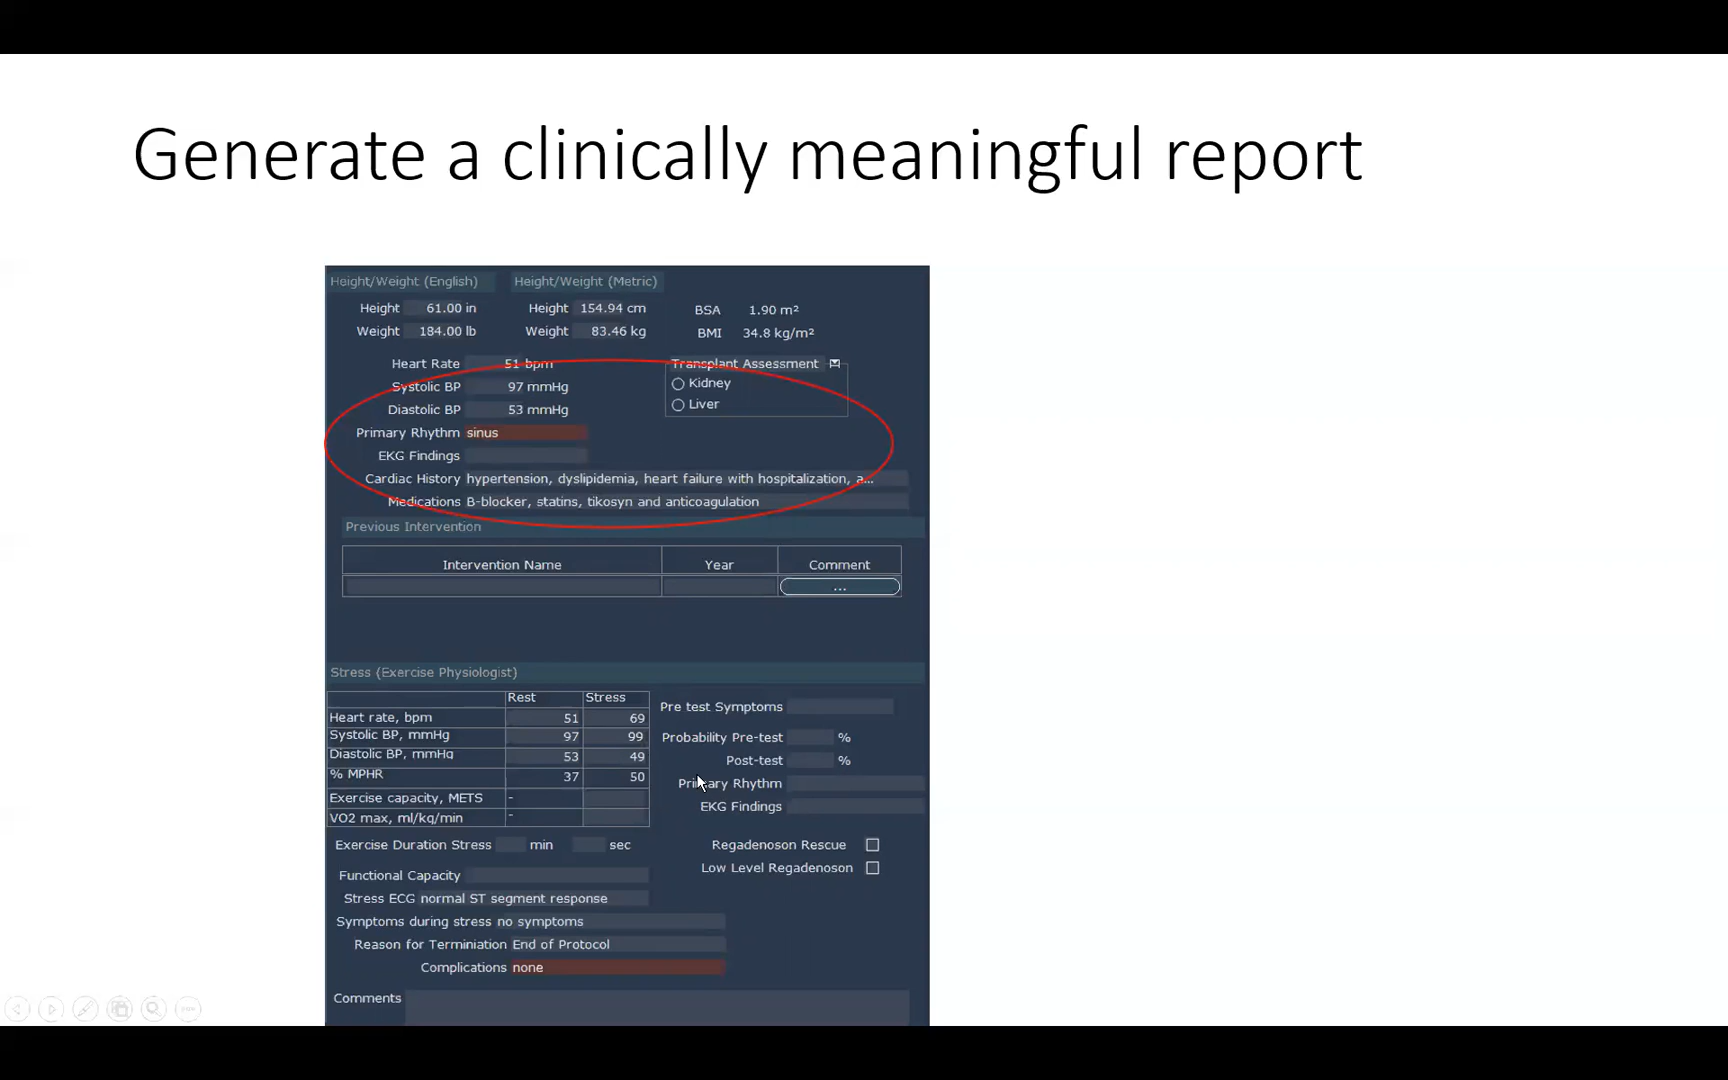 Generate a clinically meaningful report
Height/Weight (English) Height/Weight (Metric)
Height 61.00 in Height 154.94 cm BSA 1.90 m²
Weight 184.00 lb Weight 83.46 kg BMI 34.8 kg/m²
Heart Rate 51 bpm Transplant Assessment
Systolic BP 97 mmHg Kidney
Diastolic BP 53 mmHg Liver
Primary Rhythm sinus
EKG Findings
Cardiac History hypertension, dyslipidemia, heart failure with hospitalization, a...
Medications B-blocker, statins, tikosyn and anticoagulation
Previous Intervention
Intervention Name Year Comment
...
Stress (Exercise Physiologist)
Rest Stress
Heart rate, bpm 51 69
Systolic BP, mmHg 97 99
Diastolic BP, mmHg 53 49
% MPHR 37 50
Exercise capacity, METS -
VO2 max, ml/kg/min -
Pre test Symptoms
Probability Pre-test %
Post-test %
Primary Rhythm
EKG Findings
Exercise Duration Stress min sec
Regadenoson Rescue
Low Level Regadenoson
Functional Capacity
Stress ECG normal ST segment response
Symptoms during stress no symptoms
Reason for Terminiation End of Protocol
Complications none
Comments